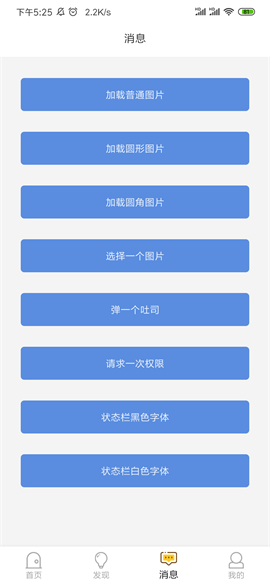 下午5:25 2.2K/s
消息
加载普通图片
加载圆形图片
加载圆角图片
选择一个图片
弹一个吐司
请求一次权限
状态栏黑色字体
状态栏白色字体
首页 发现 消息 我的